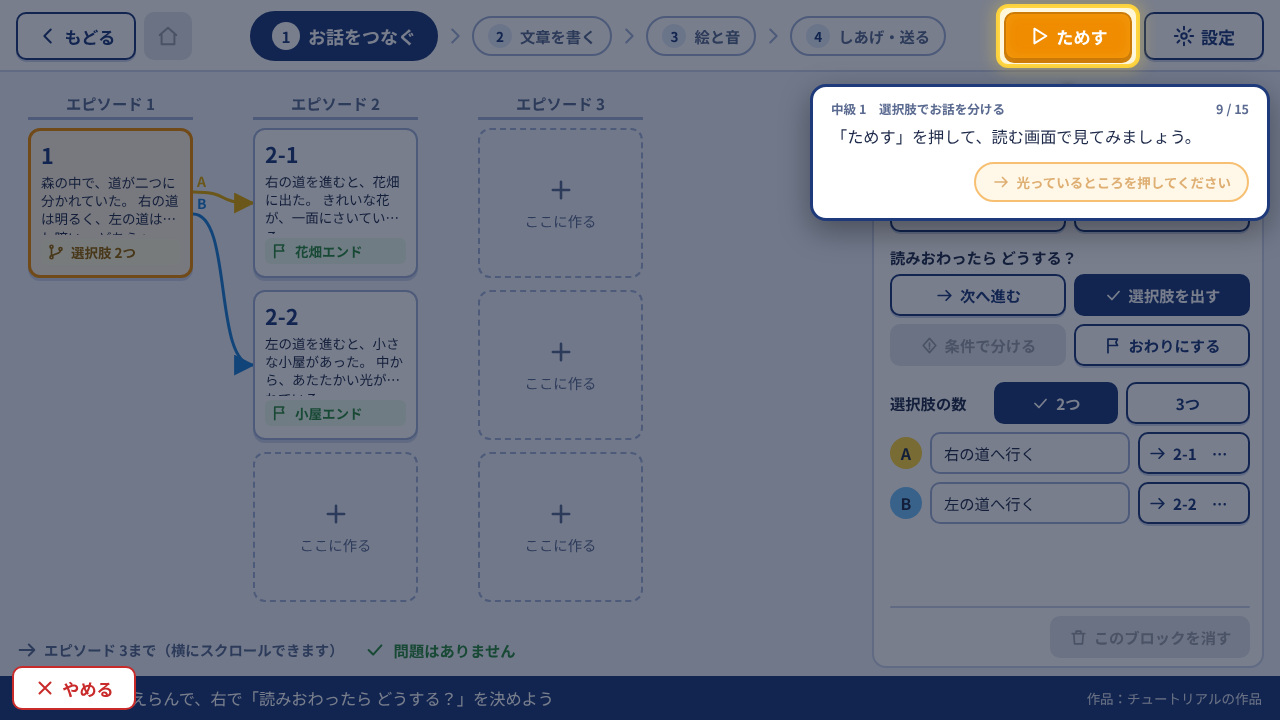 もどる
1 お話をつなぐ
2 文章を書く
3 絵と音
4 しあげ・送る
ためす
設定
エピソード 1
エピソード 2
エピソード 3
中級 1 選択肢でお話を分ける
9 / 15
「ためす」を押して、読む画面で見てみましょう。
光っているところを押してください
1
森の中で、道が二つに
分かれていた。 右の道
は明るく、左の道は…
選択肢 2つ
A
B
2-1
右の道を進むと、花畑
に出た。 きれいな花
が、一面にさいてい…
花畑エンド
2-2
左の道を進むと、小さ
な小屋があった。 中か
ら、あたたかい光が…
小屋エンド
ここに作る
ここに作る
ここに作る
ここに作る
読みおわったら どうする？
次へ進む
選択肢を出す
条件で分ける
おわりにする
選択肢の数
2つ
3つ
A 右の道へ行く 2-1 …
B 左の道へ行く 2-2 …
このブロックを消す
エピソード 3まで（横にスクロールできます）
問題はありません
やめる
えらんで、右で「読みおわったら どうする？」を決めよう
作品：チュートリアルの作品